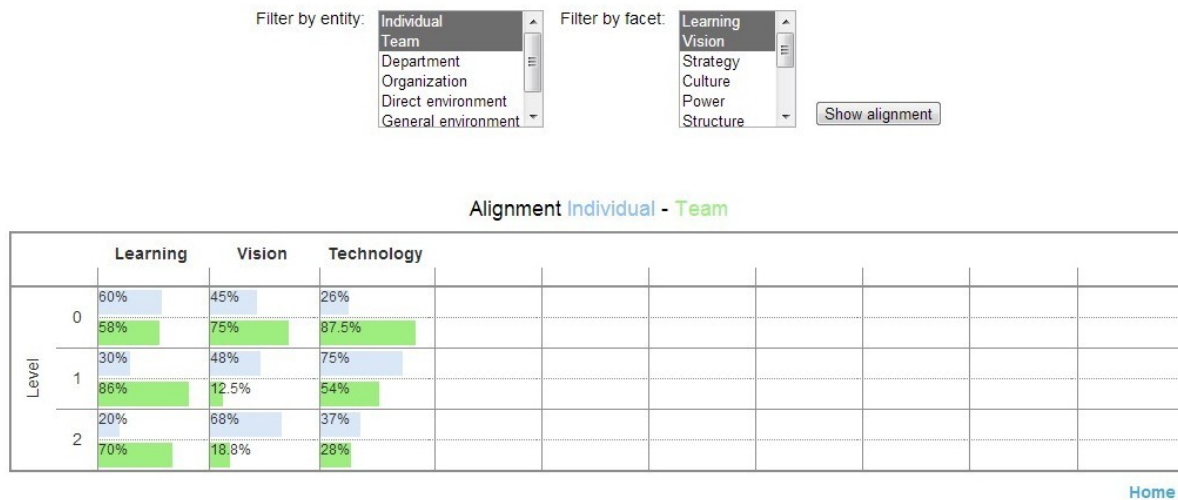 Filter by entity:
Individual
Team
Department
Organization
Direct environment
General environment
Filter by facet:
Learning
Vision
Strategy
Culture
Power
Structure
Show alignment
Alignment Individual - Team
Learning Vision Technology
Level
0
60% 45% 26%
58% 75% 87.5%
1
30% 48% 75%
86% 12.5% 54%
2
20% 68% 37%
70% 18.8% 28%
Home